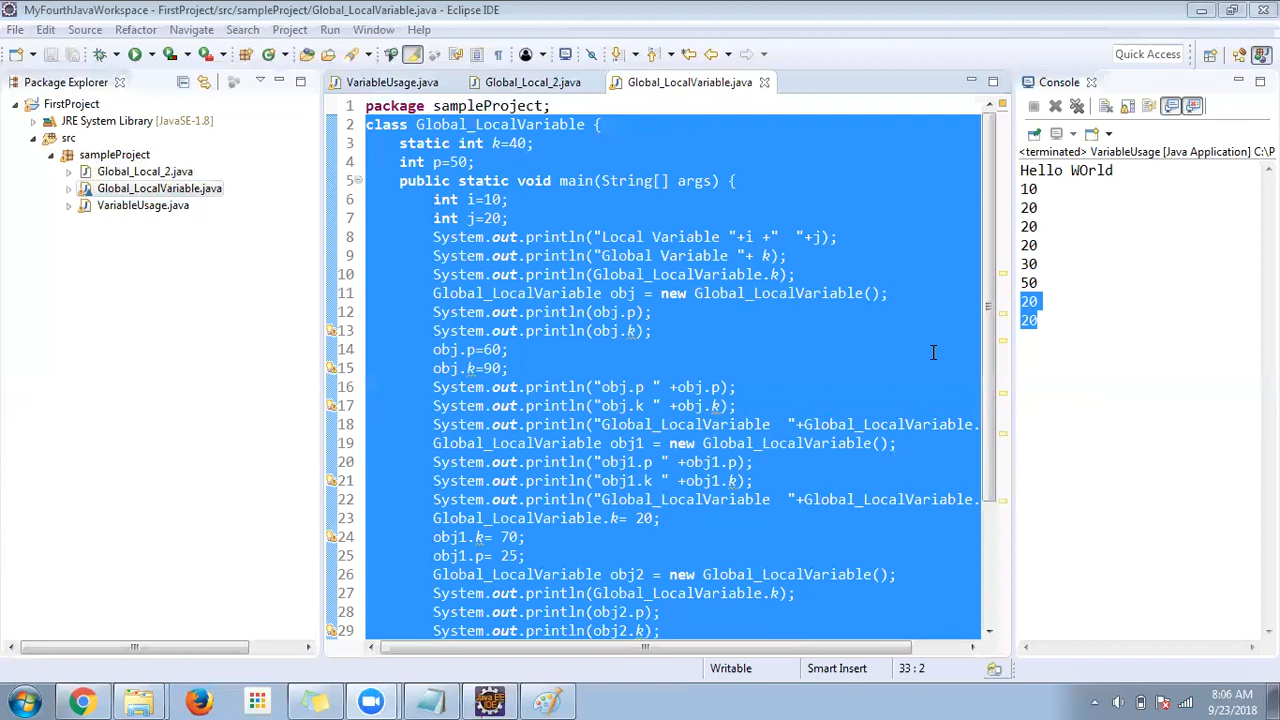 MyFourthJavaWorkspace - FirstProject/src/sampleProject/Global_LocalVariable.java - Eclipse IDE
File Edit Source Refactor Navigate Search Project Run Window Help
Quick Access
Package Explorer
VariableUsage.java Global_Local_2.java Global_LocalVariable.java
Console
FirstProject
JRE System Library [JavaSE-1.8]
src
sampleProject
Global_Local_2.java
Global_LocalVariable.java
VariableUsage.java
1 package sampleProject;
2 class Global_LocalVariable {
3 static int k=40;
4 int p=50;
5 public static void main(String[] args) {
6 int i=10;
7 int j=20;
8 System.out.println("Local Variable "+i +"  "+j);
9 System.out.println("Global Variable "+ k);
10 System.out.println(Global_LocalVariable.k);
11 Global_LocalVariable obj = new Global_LocalVariable();
12 System.out.println(obj.p);
13 System.out.println(obj.k);
14 obj.p=60;
15 obj.k=90;
16 System.out.println("obj.p " +obj.p);
17 System.out.println("obj.k " +obj.k);
18 System.out.println("Global_LocalVariable  "+Global_LocalVariable.
19 Global_LocalVariable obj1 = new Global_LocalVariable();
20 System.out.println("obj1.p " +obj1.p);
21 System.out.println("obj1.k " +obj1.k);
22 System.out.println("Global_LocalVariable  "+Global_LocalVariable.
23 Global_LocalVariable.k= 20;
24 obj1.k= 70;
25 obj1.p= 25;
26 Global_LocalVariable obj2 = new Global_LocalVariable();
27 System.out.println(Global_LocalVariable.k);
28 System.out.println(obj2.p);
29 System.out.println(obj2.k);
<terminated> VariableUsage [Java Application] C:\P
Hello WOrld
10
20
20
20
30
50
20
20
Writable Smart Insert 33 : 2
Java EE
IDE
8:06 AM
9/23/2018